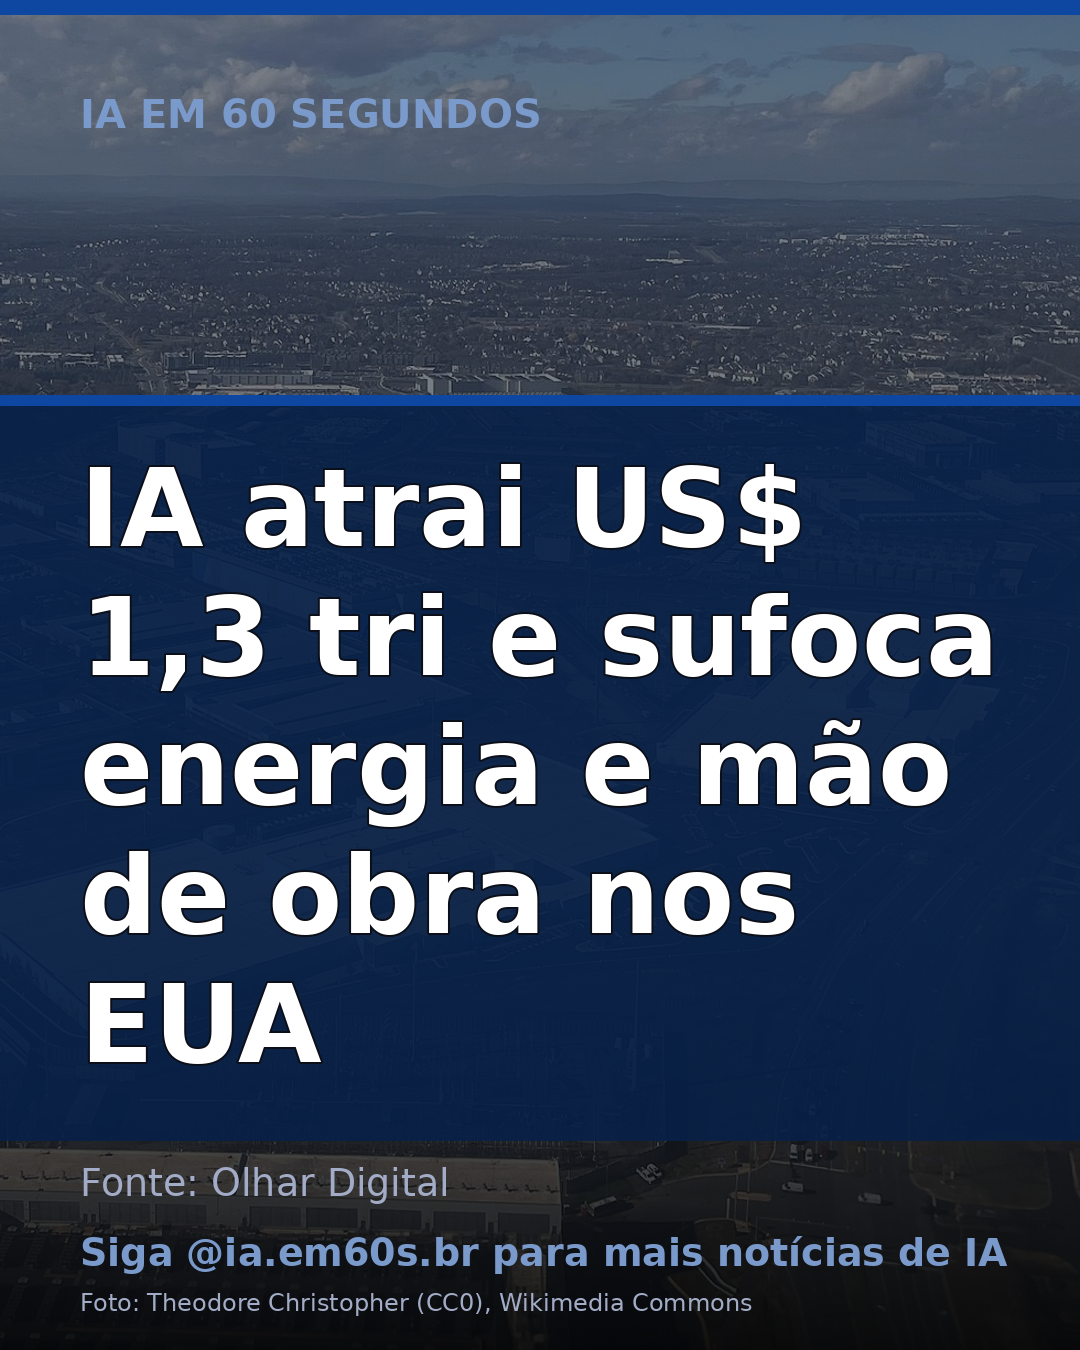 IA EM 60 SEGUNDOS
IA atrai US$
1,3 tri e sufoca
energia e mão
de obra nos
EUA
Fonte: Olhar Digital
Siga @ia.em60s.br para mais notícias de IA
Foto: Theodore Christopher (CC0), Wikimedia Commons